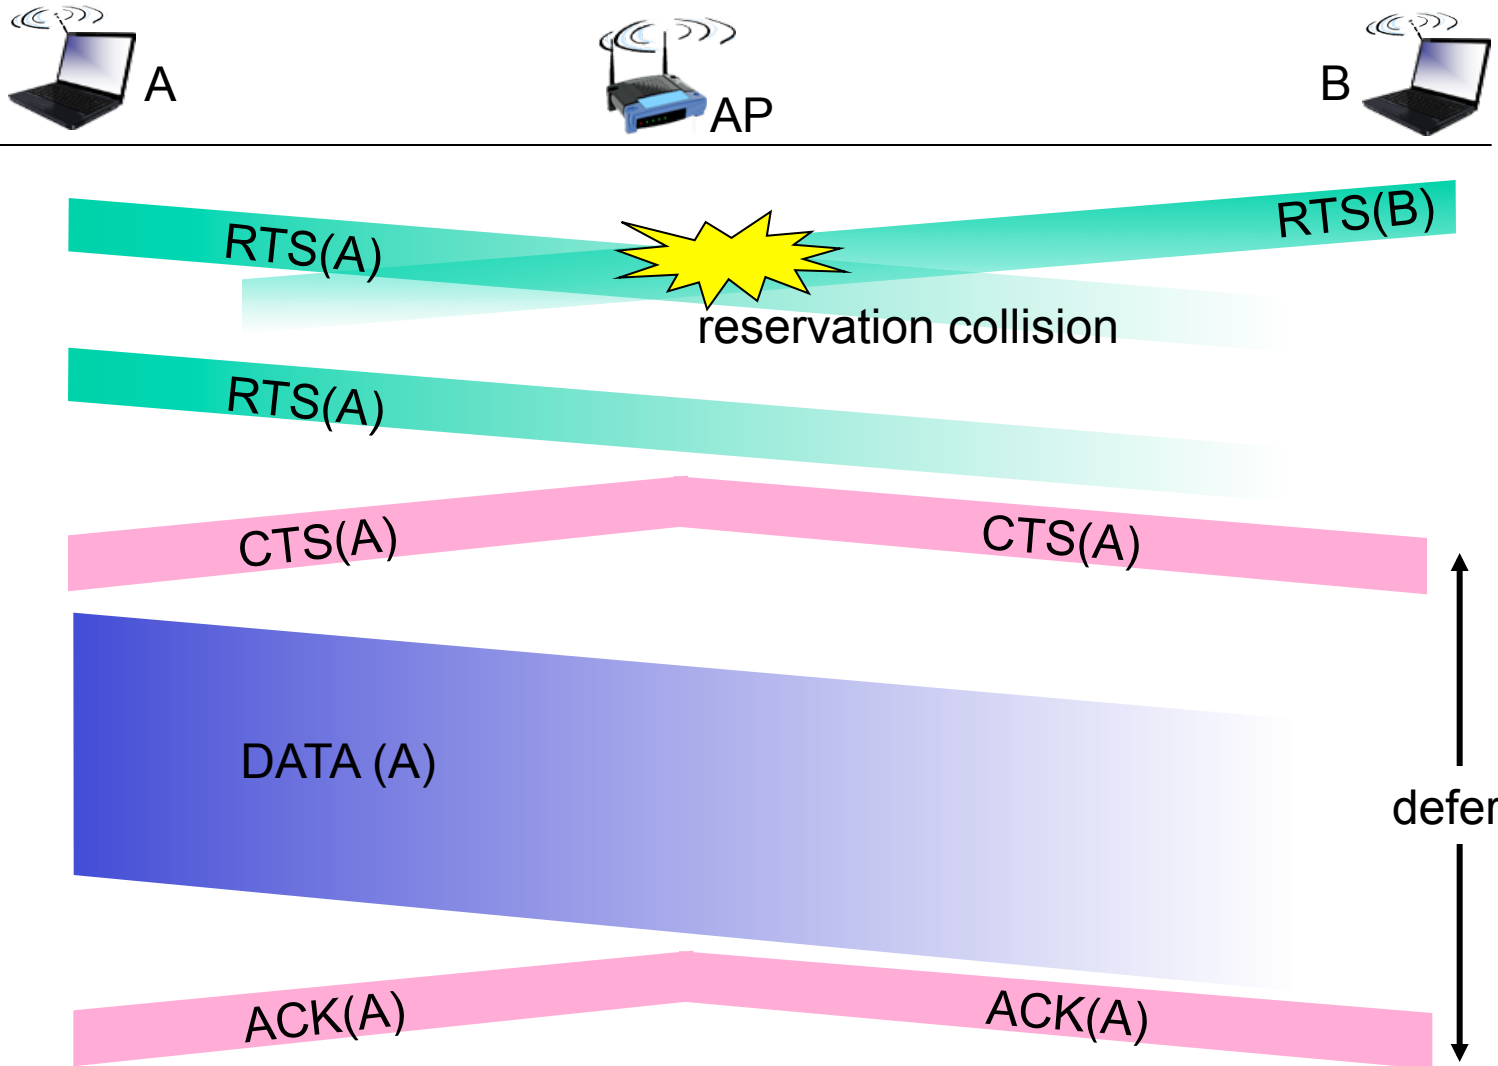 A
AP
B
RTS(A)
RTS(B)
reservation collision
RTS(A)
CTS(A)
CTS(A)
DATA (A)
defer
ACK(A)
ACK(A)